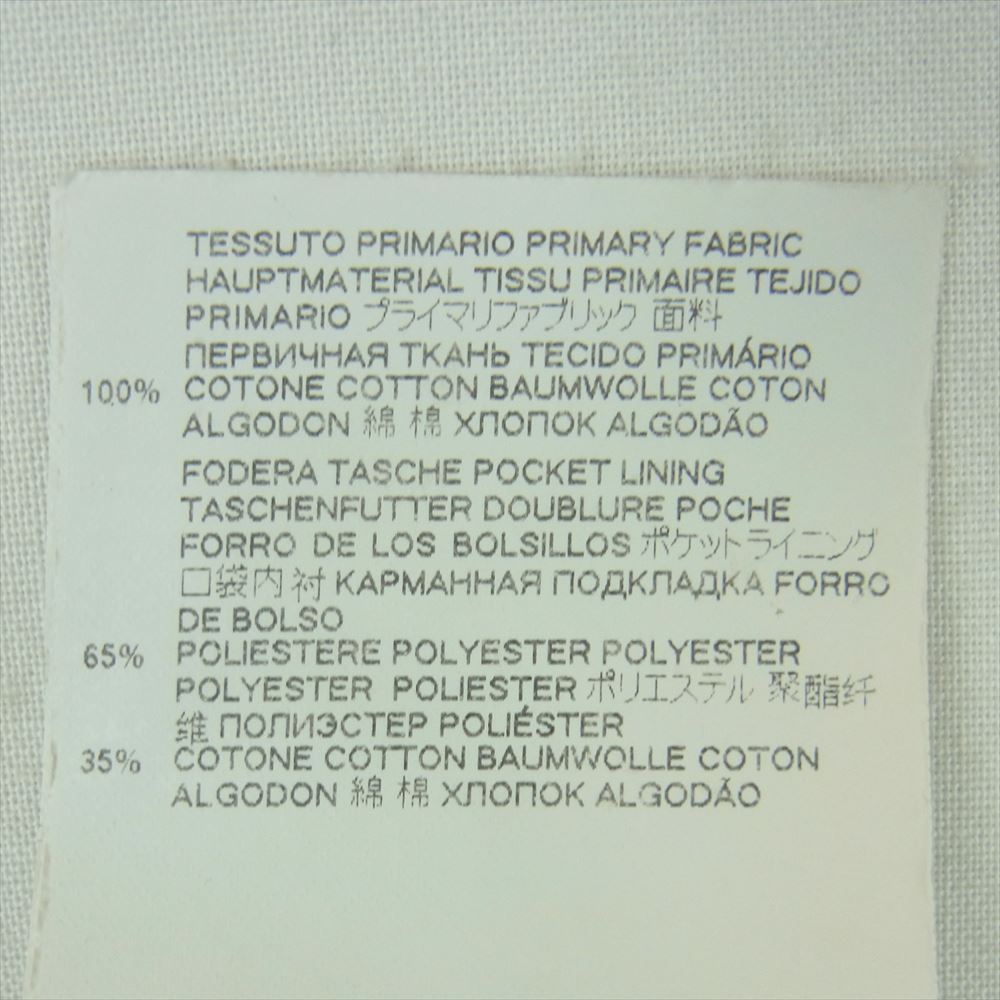 TESSUTO PRIMARIO PRIMARY FABRIC
HAUPTMATERIAL TISSU PRIMAIRE TEJIDO
PRIMARIO プライマリファブリック 面料
ПЕРВИЧНАЯ ТКАНЬ TECIDO PRIMÁRIO
100% COTONE COTTON BAUMWOLLE COTON
ALGODON 綿 棉 ХЛОПОК ALGODÃO
FODERA TASCHE POCKET LINING
TASCHENFUTTER DOUBLURE POCHE
FORRO DE LOS BOLSILLOS ポケットライニング
口袋内衬 КАРМАННАЯ ПОДКЛАДКА FORRO
DE BOLSO
65% POLIESTERE POLYESTER POLYESTER
POLYESTER POLIESTER ポリエステル 聚酯纤
维 ПОЛИЭСТЕР POLIÉSTER
35% COTONE COTTON BAUMWOLLE COTON
ALGODON 綿 棉 ХЛОПОК ALGODÃO